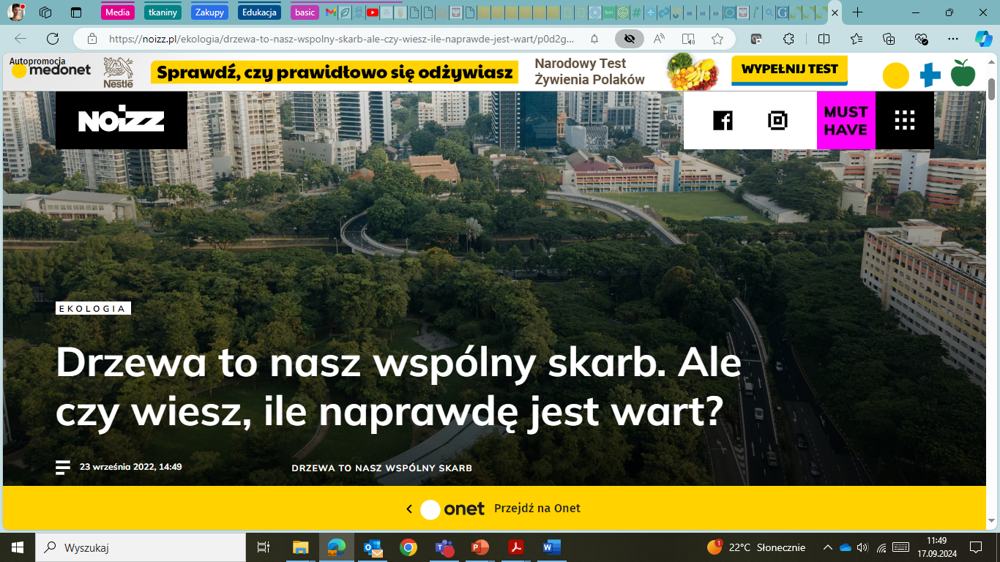 Media
tkaniny
Zakupy
Edukacja
basic
https://noizz.pl/ekologia/drzewa-to-nasz-wspolny-skarb-ale-czy-wiesz-ile-naprawde-jest-wart/p0d2g...
Autopromocja
medonet
Nestlē
Sprawdź, czy prawidłowo się odżywiasz
Narodowy Test
Żywienia Polaków
WYPEŁNIJ TEST
NOIZZ
MUST
HAVE
EKOLOGIA
Drzewa to nasz wspólny skarb. Ale
czy wiesz, ile naprawdę jest wart?
23 września 2022, 14:49
DRZEWA TO NASZ WSPÓLNY SKARB
onet Przejdź na Onet
Wyszukaj
1
22°C Słonecznie
11:49
17.09.2024